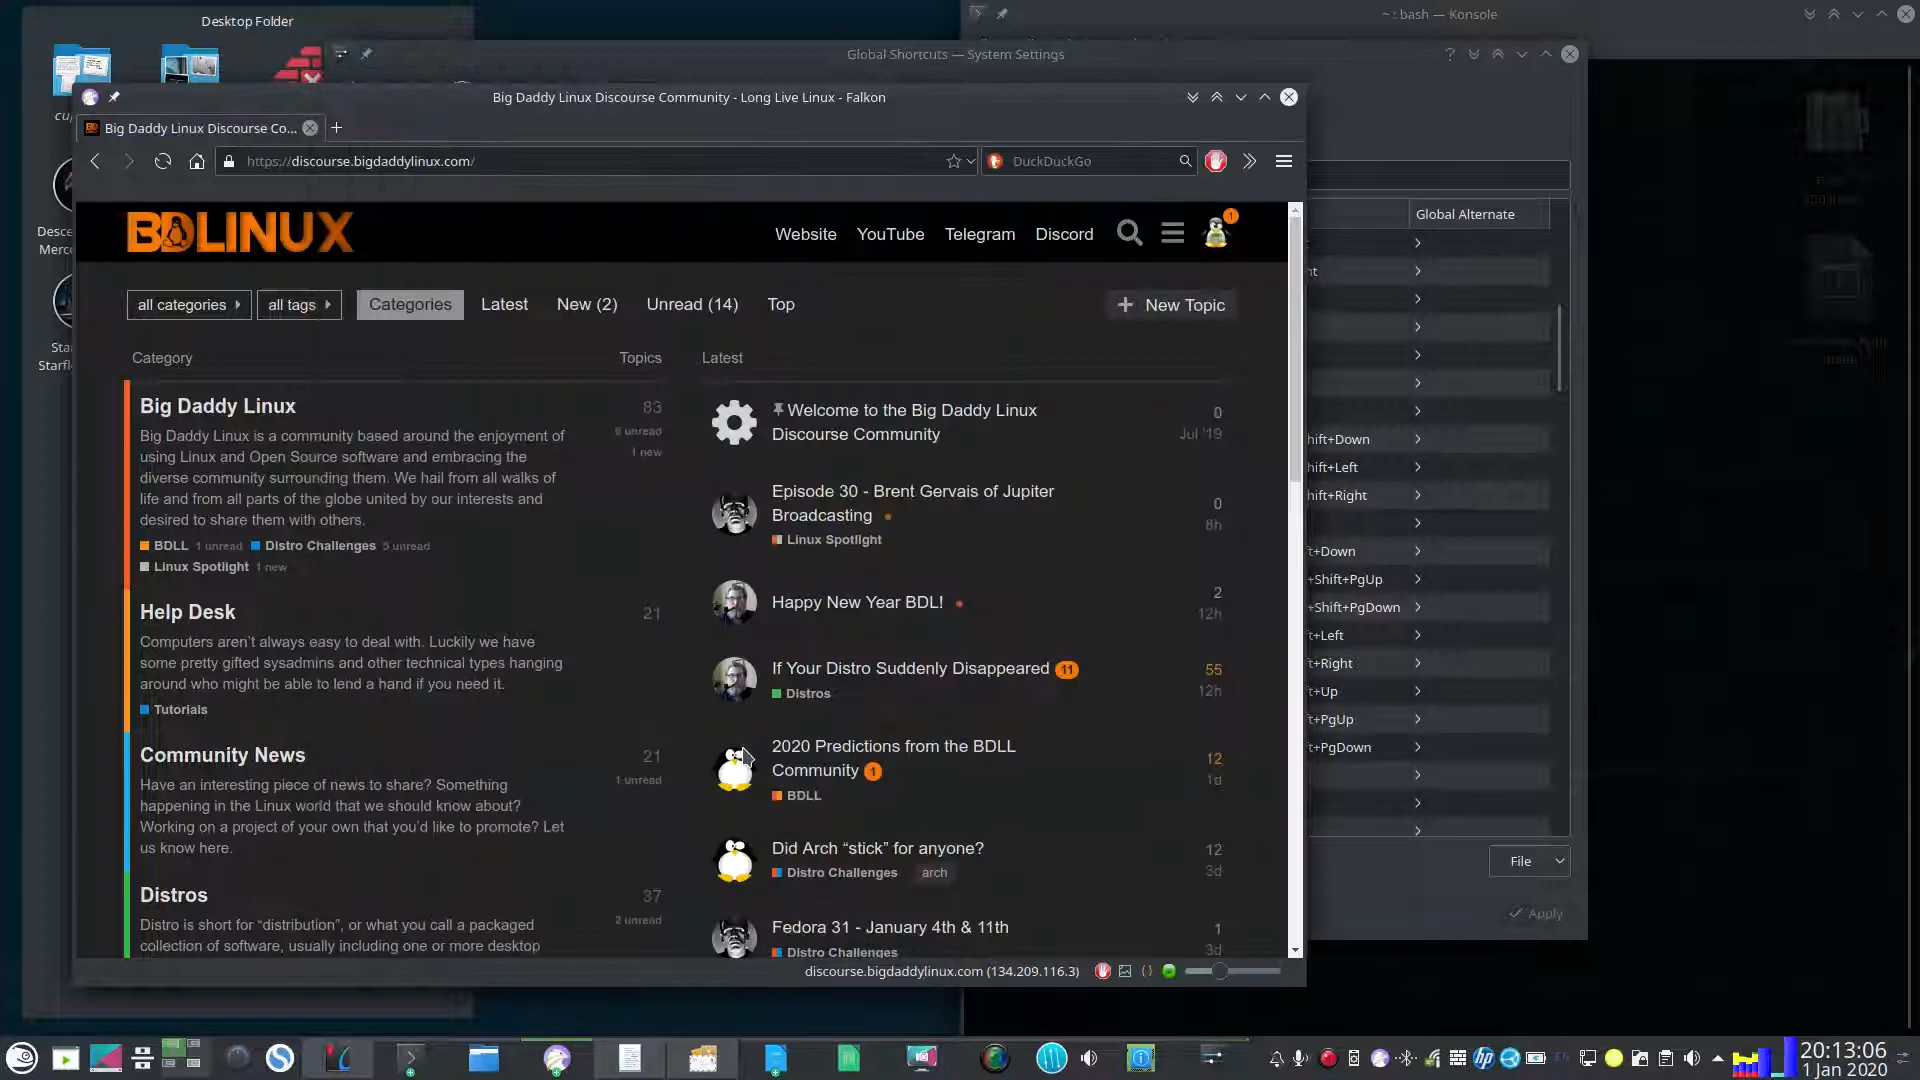 Desktop Folder
~ : bash — Konsole
Global Shortcuts — System Settings
Big Daddy Linux Discourse Community - Long Live Linux - Falkon
Big Daddy Linux Discourse Co...
https://discourse.bigdaddylinux.com/
DuckDuckGo
BDLINUX
Website YouTube Telegram Discord
1
all categories all tags Categories Latest New (2) Unread (14) Top
+ New Topic
Category Topics
Big Daddy Linux 83
Big Daddy Linux is a community based around the enjoyment of
using Linux and Open Source software and embracing the
diverse community surrounding them. We hail from all walks of
life and from all parts of the globe united by our interests and
desired to share them with others.
6 unread
1 new
BDLL 1 unread Distro Challenges 5 unread
Linux Spotlight 1 new
Help Desk 21
Computers aren't always easy to deal with. Luckily we have
some pretty gifted sysadmins and other technical types hanging
around who might be able to lend a hand if you need it.
Tutorials
Community News 21
1 unread
Have an interesting piece of news to share? Something
happening in the Linux world that we should know about?
Working on a project of your own that you'd like to promote? Let
us know here.
Distros 37
2 unread
Distro is short for “distribution”, or what you call a packaged
collection of software, usually including one or more desktop
Latest
Welcome to the Big Daddy Linux
Discourse Community
0
Jul '19
Episode 30 - Brent Gervais of Jupiter
Broadcasting
Linux Spotlight
0
8h
Happy New Year BDL!
2
12h
If Your Distro Suddenly Disappeared 11
Distros
55
12h
2020 Predictions from the BDLL
Community 1
BDLL
12
1d
Did Arch “stick” for anyone?
Distro Challenges arch
12
3d
Fedora 31 - January 4th & 11th
Distro Challenges
1
3d
discourse.bigdaddylinux.com (134.209.116.3)
Global Alternate
hift+Down
hift+Left
hift+Right
t+Down
+Shift+PgUp
+Shift+PgDown
t+Left
t+Right
t+Up
t+PgUp
t+PgDown
File
Apply
20:13:06
1 Jan 2020